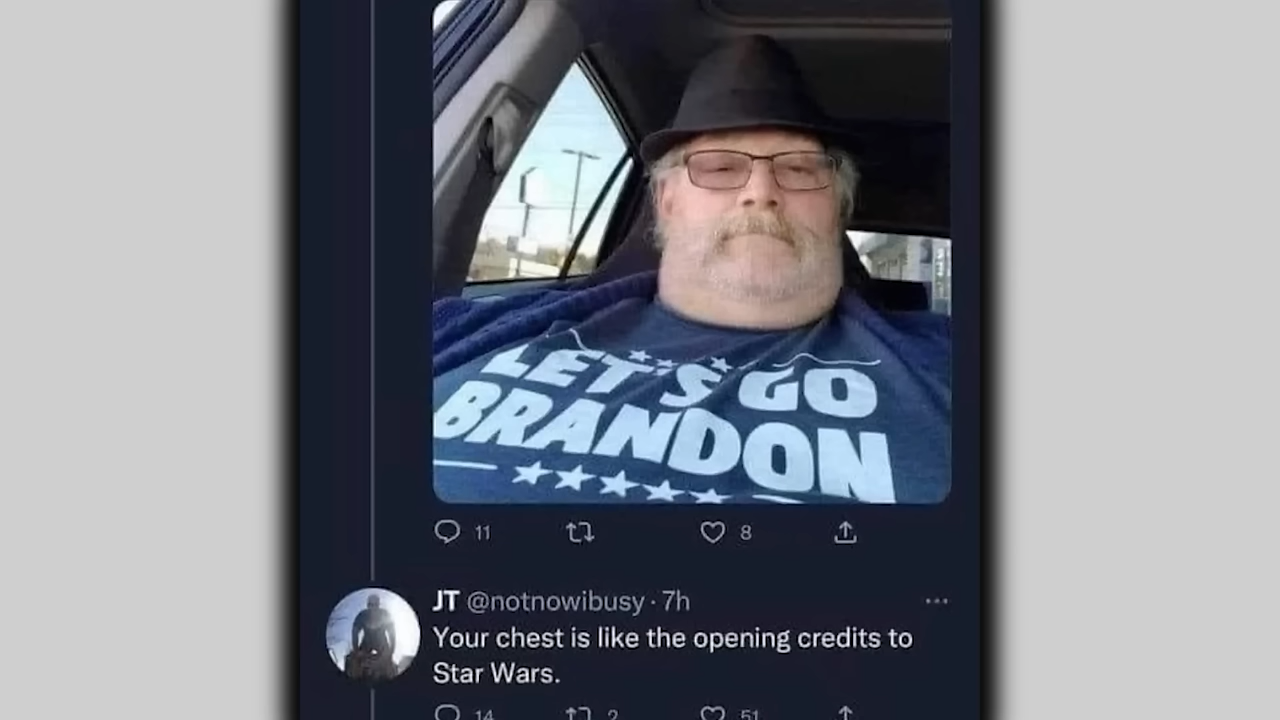 LET'S GO
BRANDON
11
8
JT @notnowibusy · 7h
Your chest is like the opening credits to
Star Wars.
14
2
51